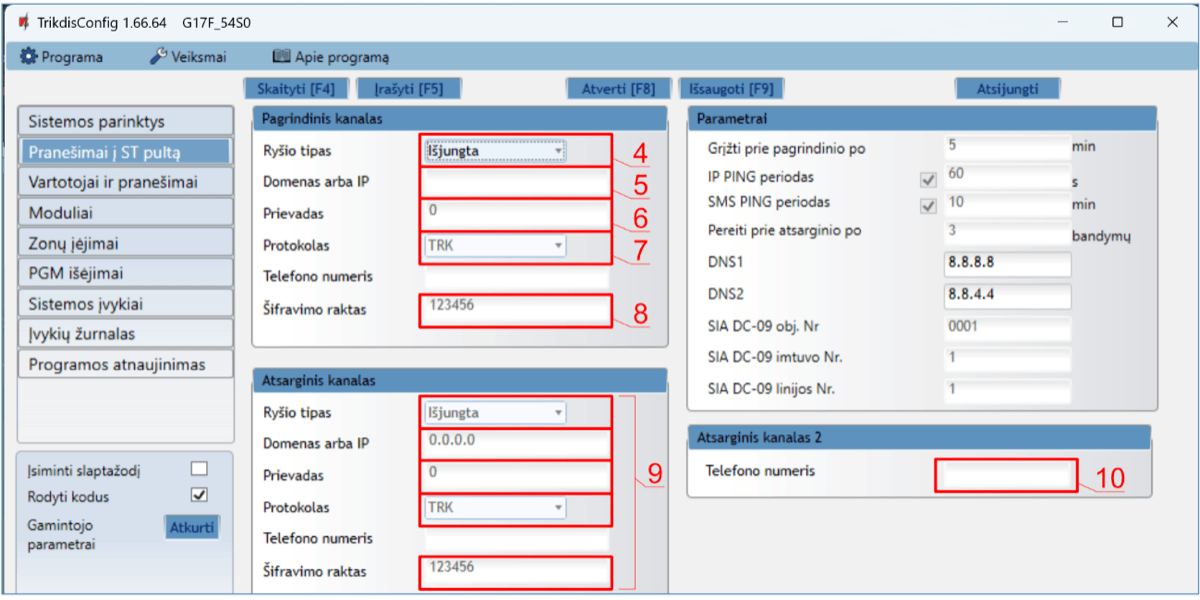 TrikdisConfig 1.66.64 G17F_54S0
Programa Veiksmai Apie programą
Skaityti [F4] Įrašyti [F5] Atverti [F8] Išsaugoti [F9] Atsijungti
Sistemos parinktys
Pranešimai į ST pultą
Vartotojai ir pranešimai
Moduliai
Zonų įėjimai
PGM išėjimai
Sistemos įvykiai
Įvykių žurnalas
Programos atnaujinimas
Įsiminti slaptažodį
Rodyti kodus
Gamintojo
parametrai
Atkurti
Pagrindinis kanalas
Ryšio tipas Išjungta 4
Domenas arba IP 5
Prievadas 0 6
Protokolas TRK 7
Telefono numeris
Šifravimo raktas 123456 8
Atsarginis kanalas
Ryšio tipas Išjungta
Domenas arba IP 0.0.0.0
Prievadas 0 9
Protokolas TRK
Telefono numeris
Šifravimo raktas 123456
Parametrai
Grįžti prie pagrindinio po 5 min
IP PING periodas 60 s
SMS PING periodas 10 min
Pereiti prie atsarginio po 3 bandymų
DNS1 8.8.8.8
DNS2 8.8.4.4
SIA DC-09 obj. Nr 0001
SIA DC-09 imtuvo Nr. 1
SIA DC-09 linijos Nr. 1
Atsarginis kanalas 2
Telefono numeris 10